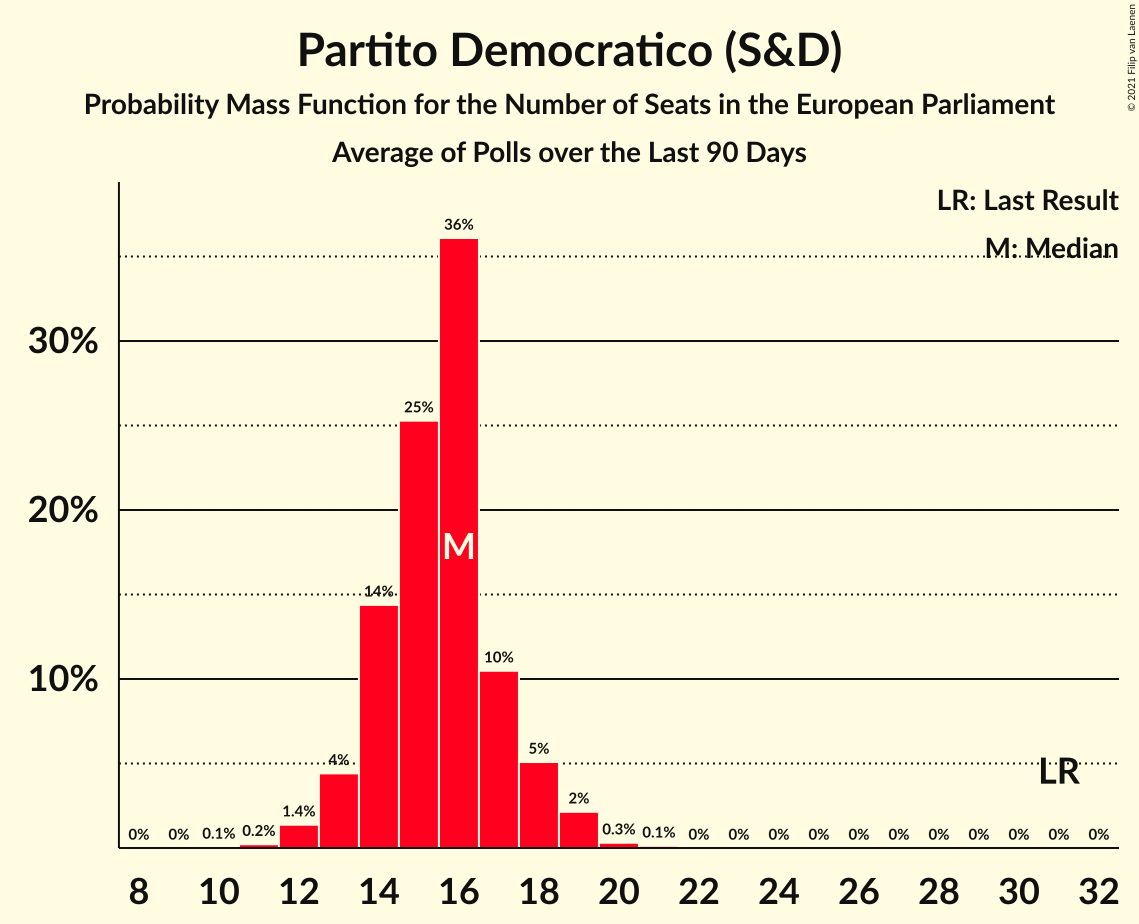 Partito Democratico (S&D)
Probability Mass Function for the Number of Seats in the European Parliament
Average of Polls over the Last 90 Days
© 2021 Filip van Laenen
LR: Last Result
M: Median
30%
20%
10%
0% 0% 0.1% 0.2% 1.4% 4% 14% 25% 36% 10% 5% 2% 0.3% 0.1% 0% 0% 0% 0% 0% 0% 0% 0% 0% 0% 0%
M
LR
8 10 12 14 16 18 20 22 24 26 28 30 32